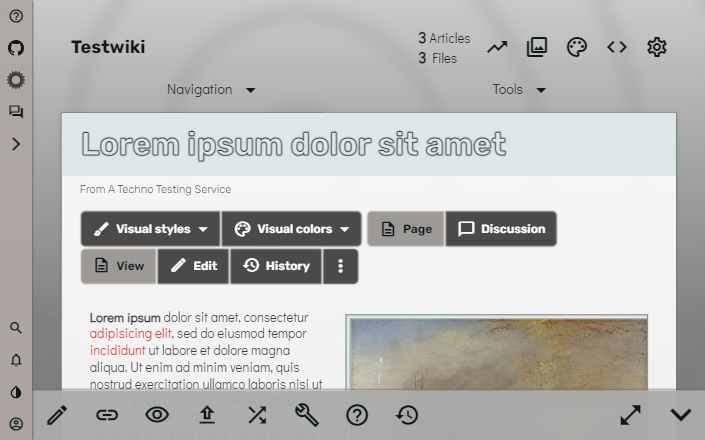 Testwiki
3 Articles
3 Files
Navigation
Tools
Lorem ipsum dolor sit amet
From A Techno Testing Service
Visual styles
Visual colors
Page
Discussion
View
Edit
History
Lorem ipsum dolor sit amet, consectetur
adipisicing elit, sed do eiusmod tempor
incididunt ut labore et dolore magna
aliqua. Ut enim ad minim veniam, quis
nostrud exercitation ullamco laboris nisi ut